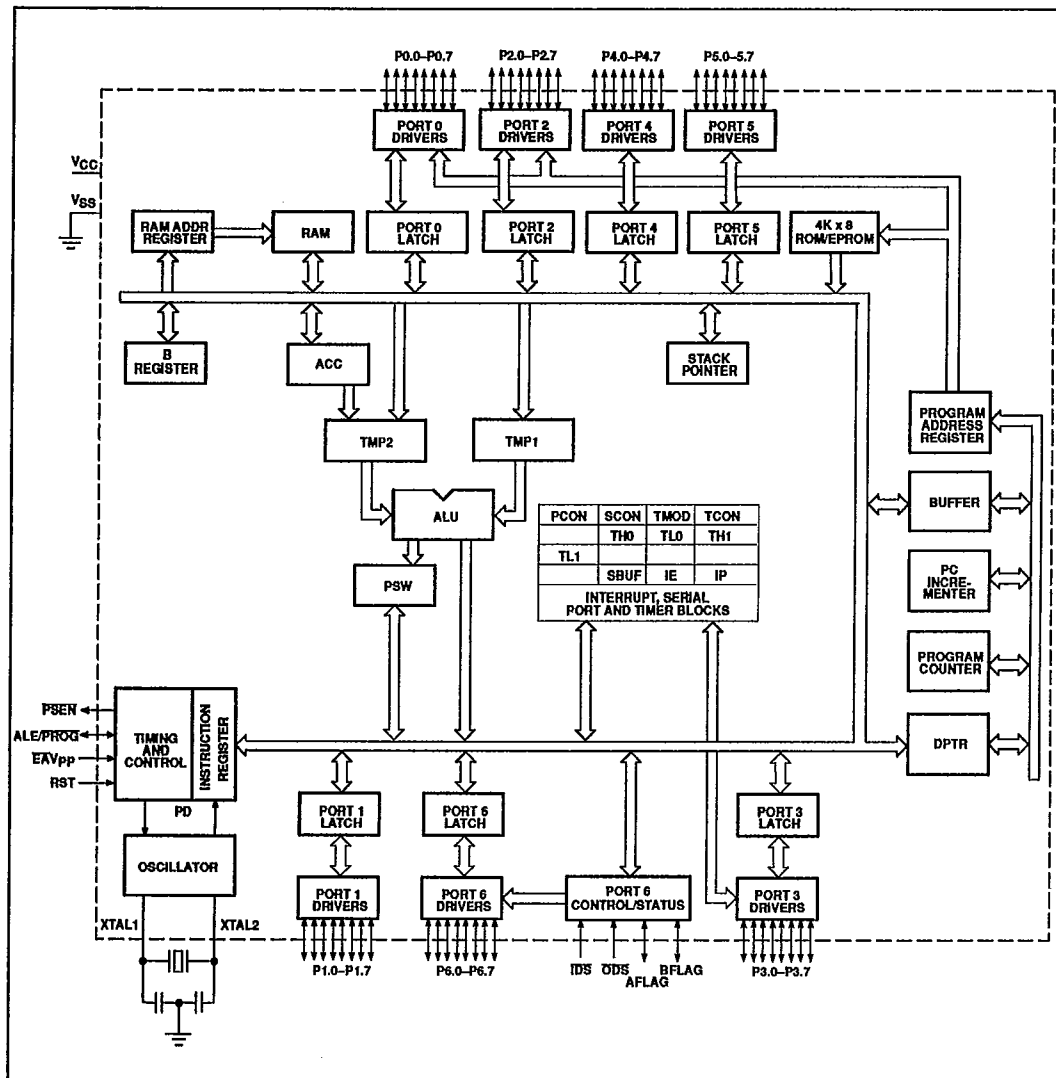 P0.0–P0.7 P2.0–P2.7 P4.0–P4.7 P5.0–5.7
PORT 0
DRIVERS
PORT 2
DRIVERS
PORT 4
DRIVERS
PORT 5
DRIVERS
VCC
VSS
RAM ADDR
REGISTER
RAM
PORT 0
LATCH
PORT 2
LATCH
PORT 4
LATCH
PORT 5
LATCH
4K x 8
ROM/EPROM
B
REGISTER
ACC
STACK
POINTER
TMP2
TMP1
PROGRAM
ADDRESS
REGISTER
ALU
BUFFER
PCON SCON TMOD TCON
TH0 TL0 TH1
TL1
SBUF IE IP
INTERRUPT, SERIAL
PORT AND TIMER BLOCKS
PSW
PC
INCRE-
MENTER
PROGRAM
COUNTER
DPTR
PSEN
ALE/PROG
EAVPP
RST
TIMING
AND
CONTROL
INSTRUCTION
REGISTER
PD
OSCILLATOR
XTAL1
XTAL2
PORT 1
LATCH
PORT 6
LATCH
PORT 3
LATCH
PORT 1
DRIVERS
PORT 6
DRIVERS
PORT 6
CONTROL/STATUS
PORT 3
DRIVERS
P1.0–P1.7
P6.0–P6.7
IDS
ODS
AFLAG
BFLAG
P3.0–P3.7